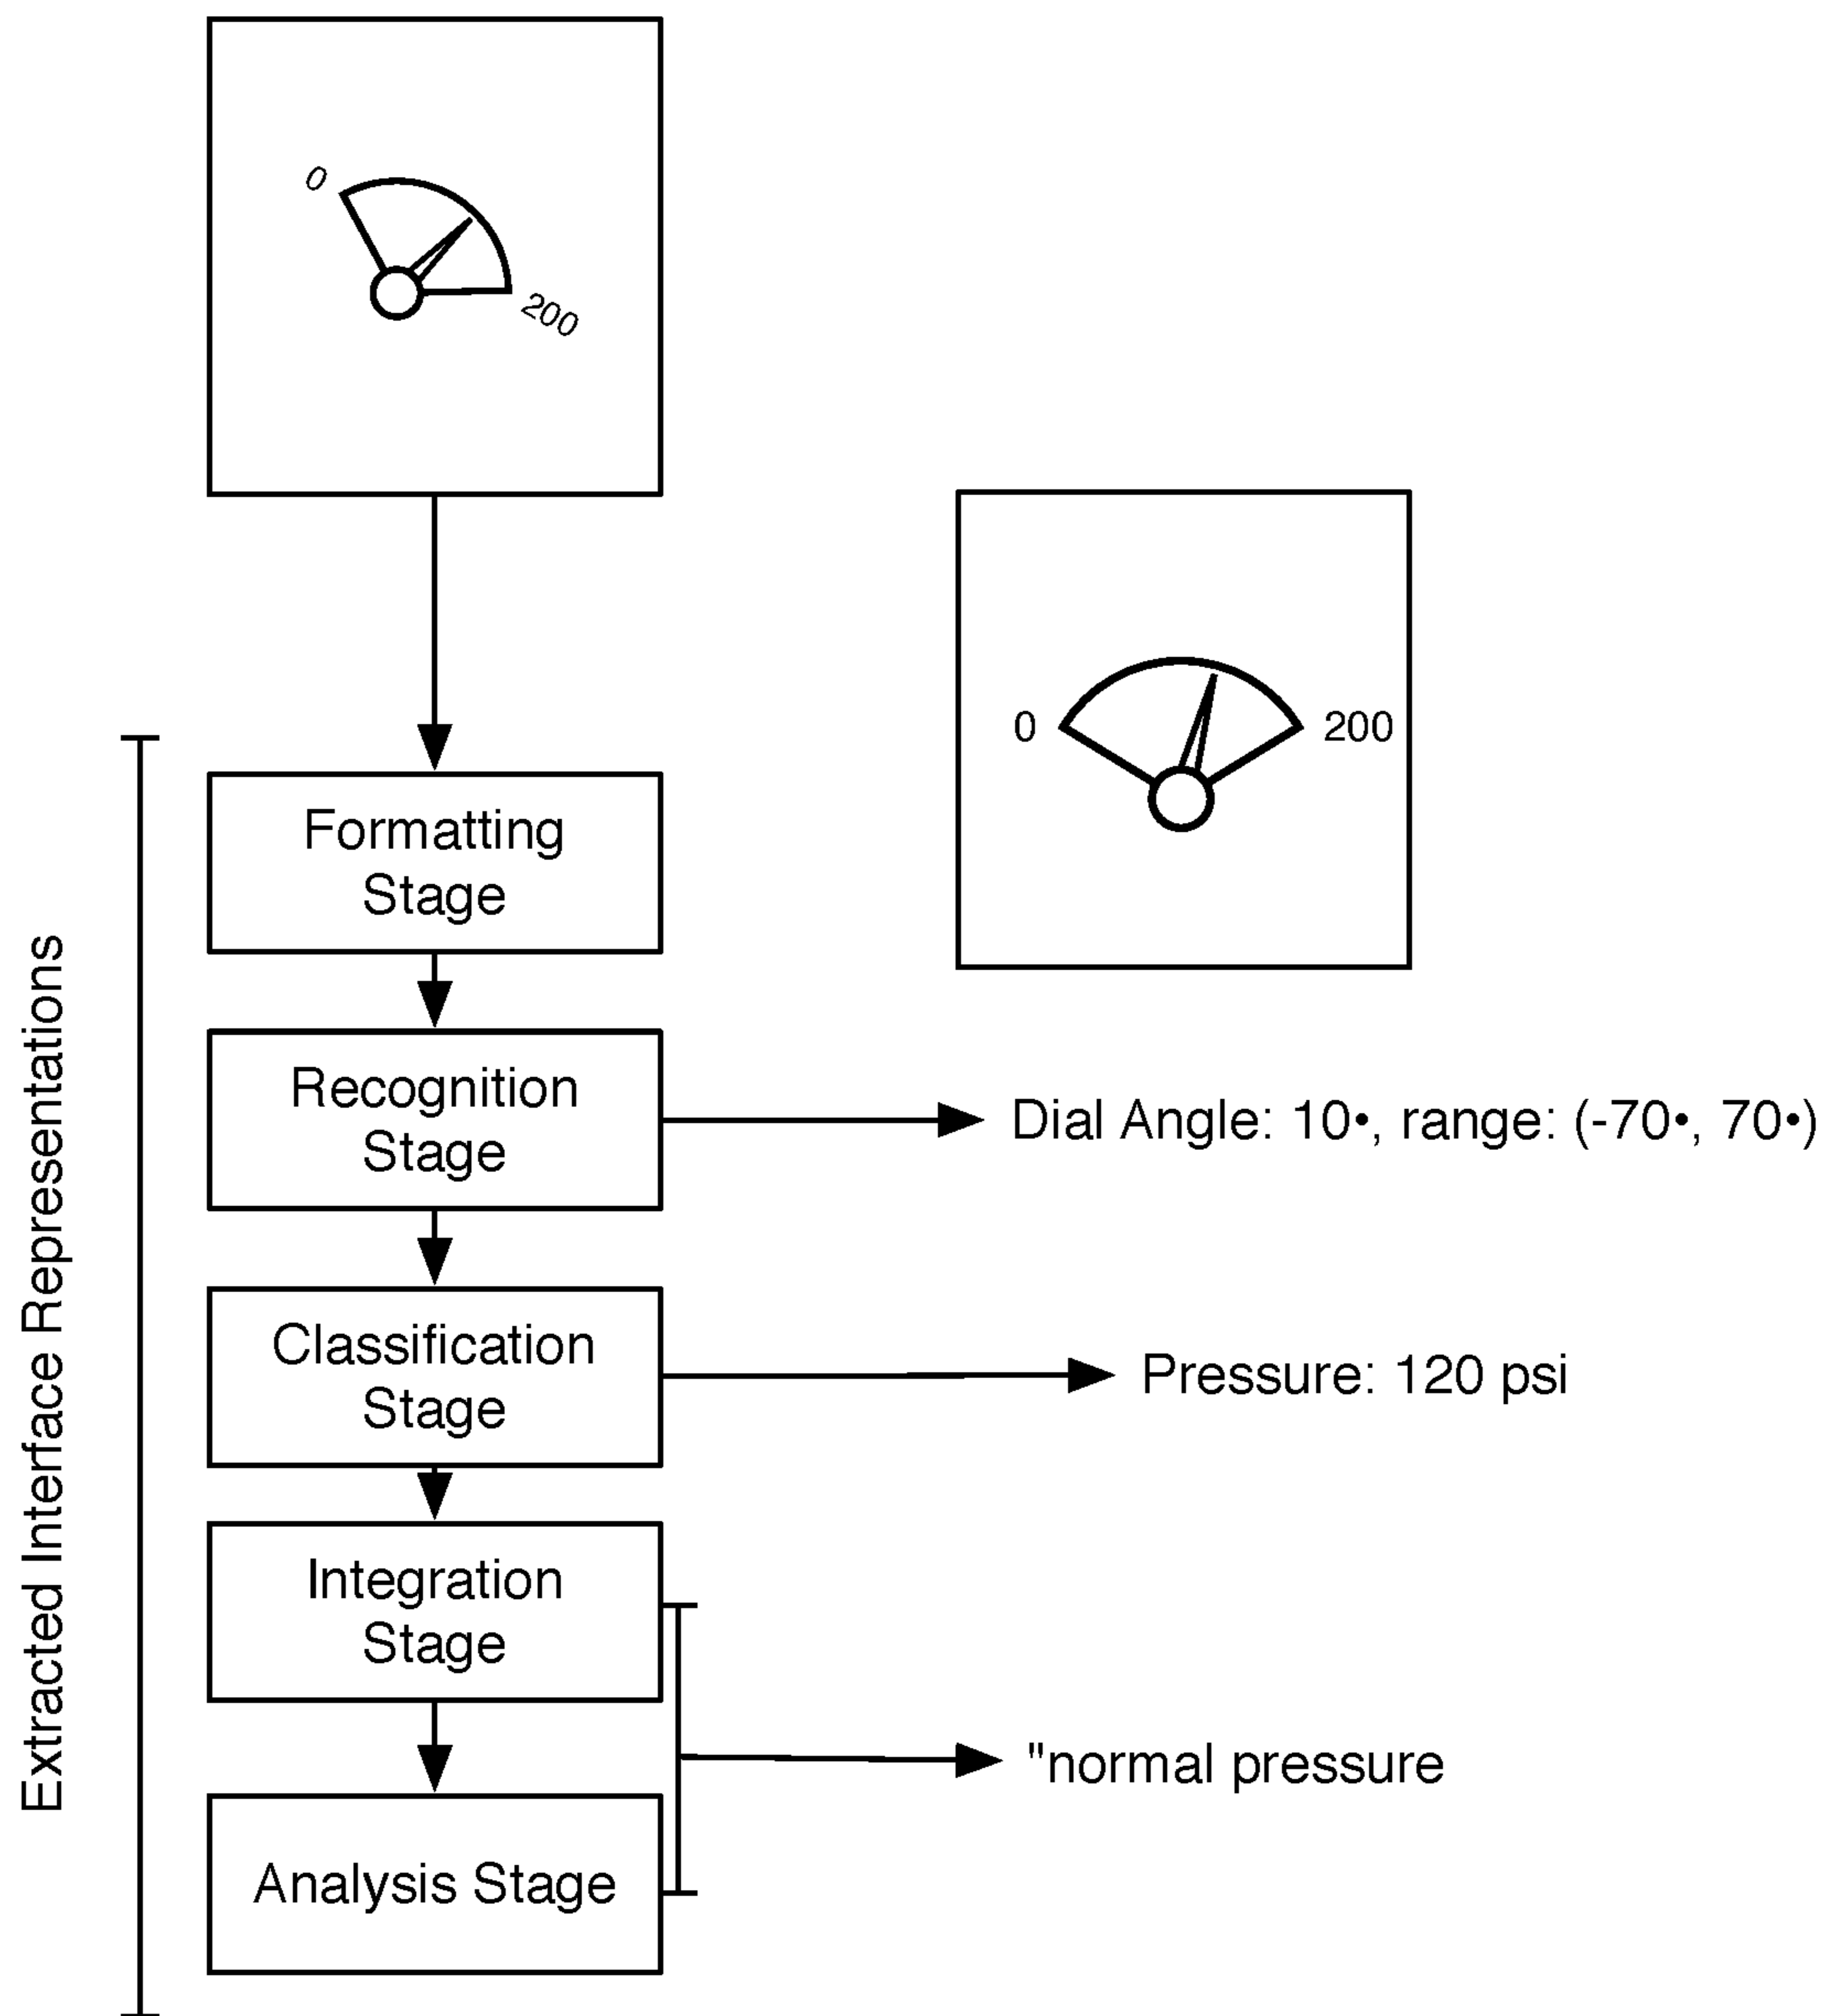 0
200
0
200
Formatting
Stage
Recognition
Stage
Dial Angle: 10•, range: (-70•, 70•)
Classification
Stage
Pressure: 120 psi
Integration
Stage
"normal pressure
Analysis Stage
Extracted Interface Representations